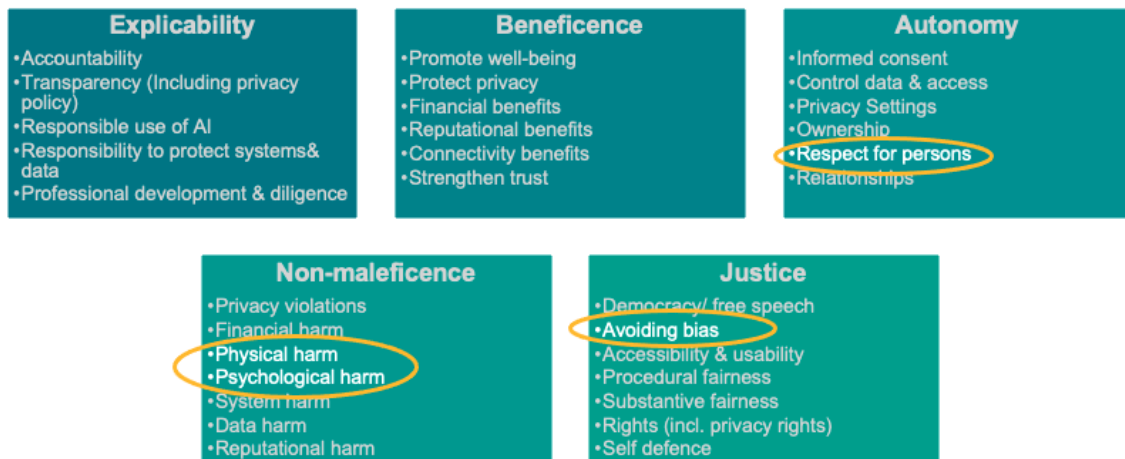 Explicability
•Accountability
•Transparency (Including privacy
policy)
•Responsible use of AI
•Responsibility to protect systems&
data
•Professional development & diligence
Beneficence
•Promote well-being
•Protect privacy
•Financial benefits
•Reputational benefits
•Connectivity benefits
•Strengthen trust
Autonomy
•Informed consent
•Control data & access
•Privacy Settings
•Ownership
•Respect for persons
•Relationships
Non-maleficence
•Privacy violations
•Financial harm
•Physical harm
•Psychological harm
•System harm
•Data harm
•Reputational harm
Justice
•Democracy/ free speech
•Avoiding bias
•Accessibility & usability
•Procedural fairness
•Substantive fairness
•Rights (incl. privacy rights)
•Self defence